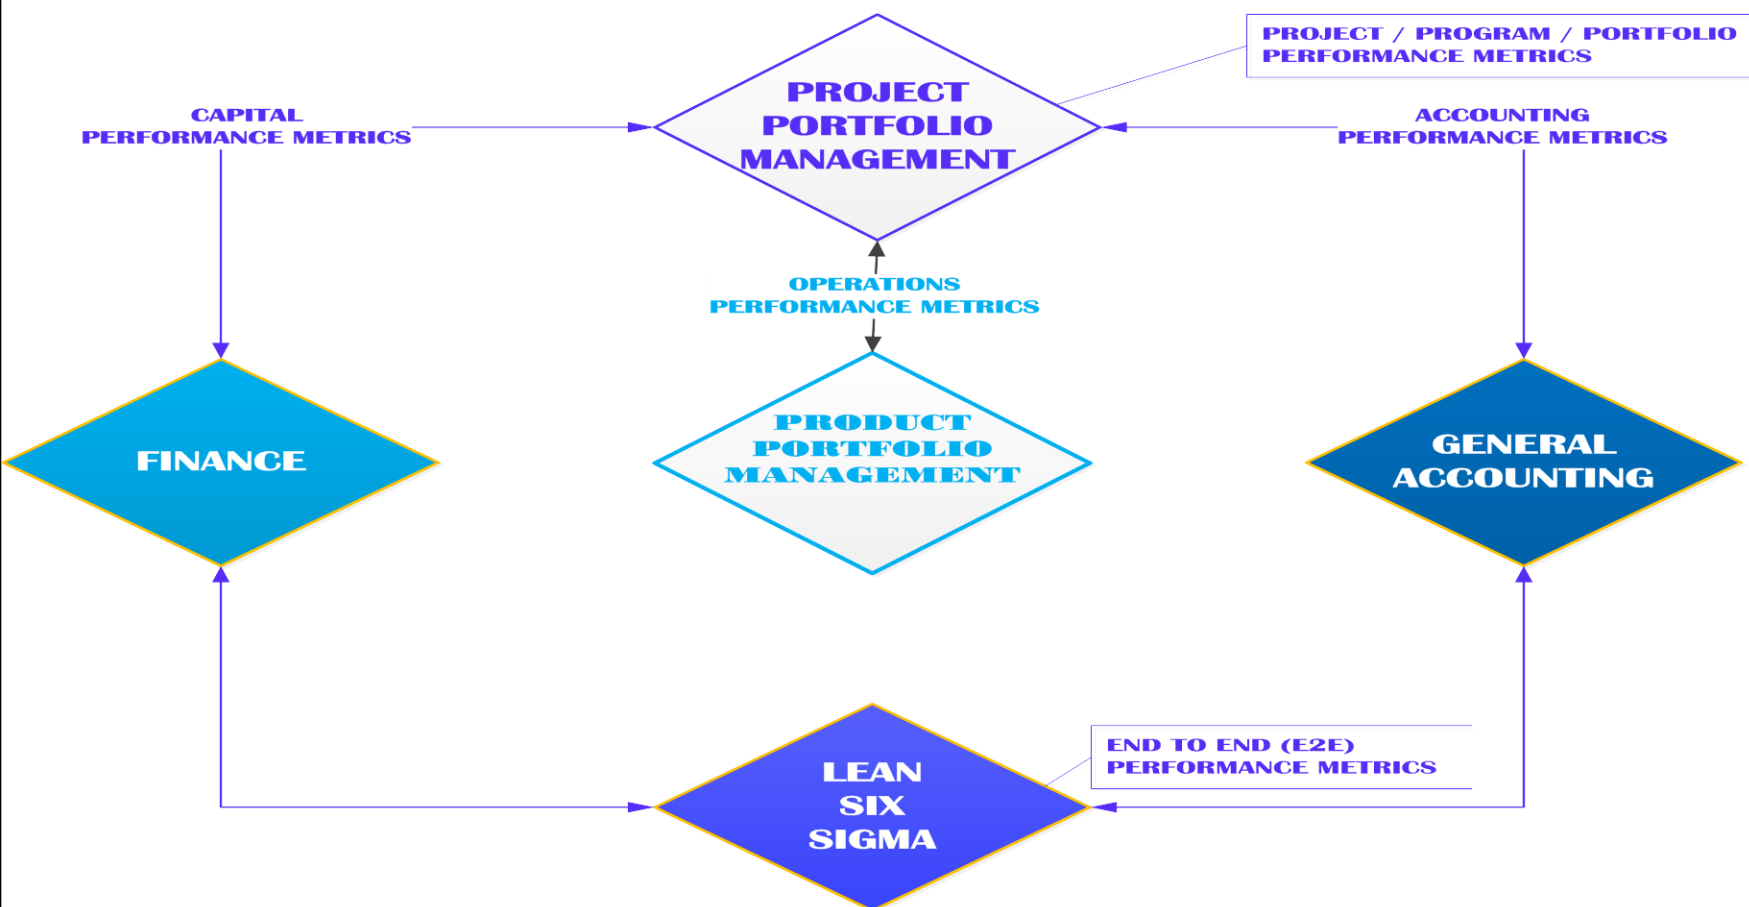 PROJECT / PROGRAM / PORTFOLIO
PERFORMANCE METRICS
PROJECT
PORTFOLIO
MANAGEMENT
CAPITAL
PERFORMANCE METRICS
ACCOUNTING
PERFORMANCE METRICS
OPERATIONS
PERFORMANCE METRICS
FINANCE
PRODUCT
PORTFOLIO
MANAGEMENT
GENERAL
ACCOUNTING
LEAN
SIX
SIGMA
END TO END (E2E)
PERFORMANCE METRICS